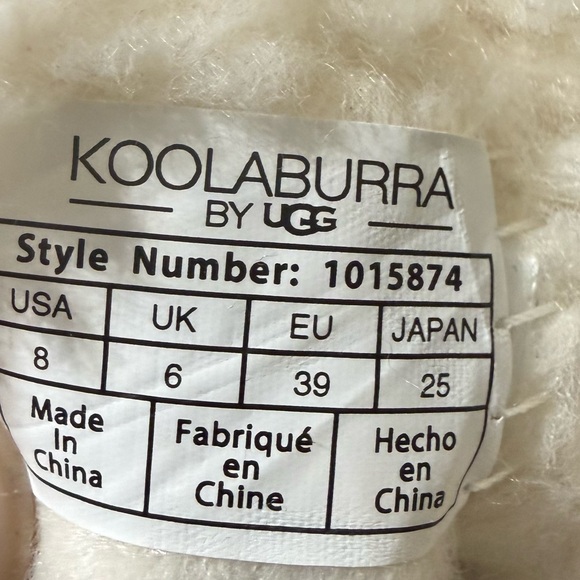 KOOLABURRA
BY UGG
Style Number: 1015874
USA UK EU JAPAN
8 6 39 25
Made
In
China
Fabriqué
en
Chine
Hecho
en
China